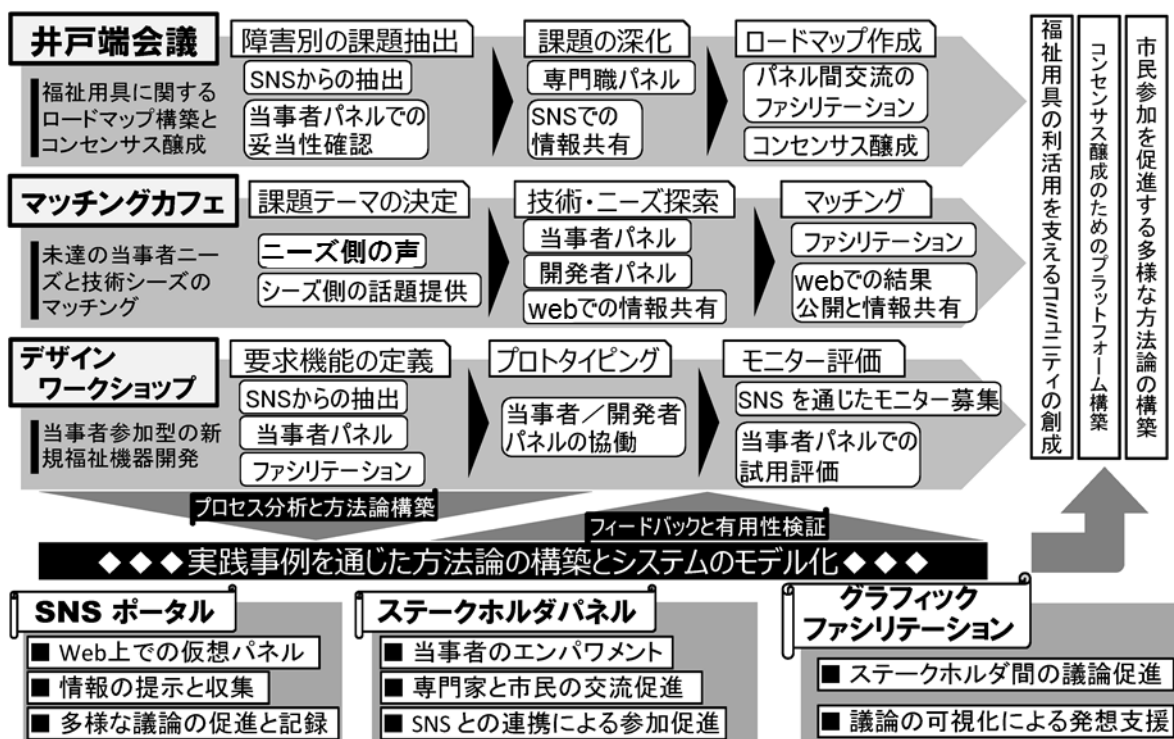 井戸端会議
福祉用具に関する
ロードマップ構築と
コンセンサス醸成
障害別の課題抽出
SNSからの抽出
当事者パネルでの
妥当性確認
課題の深化
専門職パネル
SNSでの
情報共有
ロードマップ作成
パネル間交流の
ファシリテーション
コンセンサス醸成
マッチングカフェ
未達の当事者ニー
ズと技術シーズの
マッチング
課題テーマの決定
ニーズ側の声
シーズ側の話題提供
技術・ニーズ探索
当事者パネル
開発者パネル
webでの情報共有
マッチング
ファシリテーション
webでの結果
公開と情報共有
デザイン
ワークショップ
当事者参加型の新
規福祉機器開発
要求機能の定義
SNSからの抽出
当事者パネル
ファシリテーション
プロトタイピング
当事者／開発者
パネルの協働
モニター評価
SNS を通じたモニター募集
当事者パネルでの
試用評価
市民参加を促進する多様な方法論の構築
コンセンサス醸成のためのプラットフォーム構築
福祉用具の利活用を支えるコミュニティの創成
プロセス分析と方法論構築
フィードバックと有用性検証
◆◆◆実践事例を通じた方法論の構築とシステムのモデル化◆◆◆
SNS ポータル
■ Web上での仮想パネル
■ 情報の提示と収集
■ 多様な議論の促進と記録
ステークホルダパネル
■ 当事者のエンパワメント
■ 専門家と市民の交流促進
■ SNS との連携による参加促進
グラフィック
ファシリテーション
■ ステークホルダ間の議論促進
■ 議論の可視化による発想支援